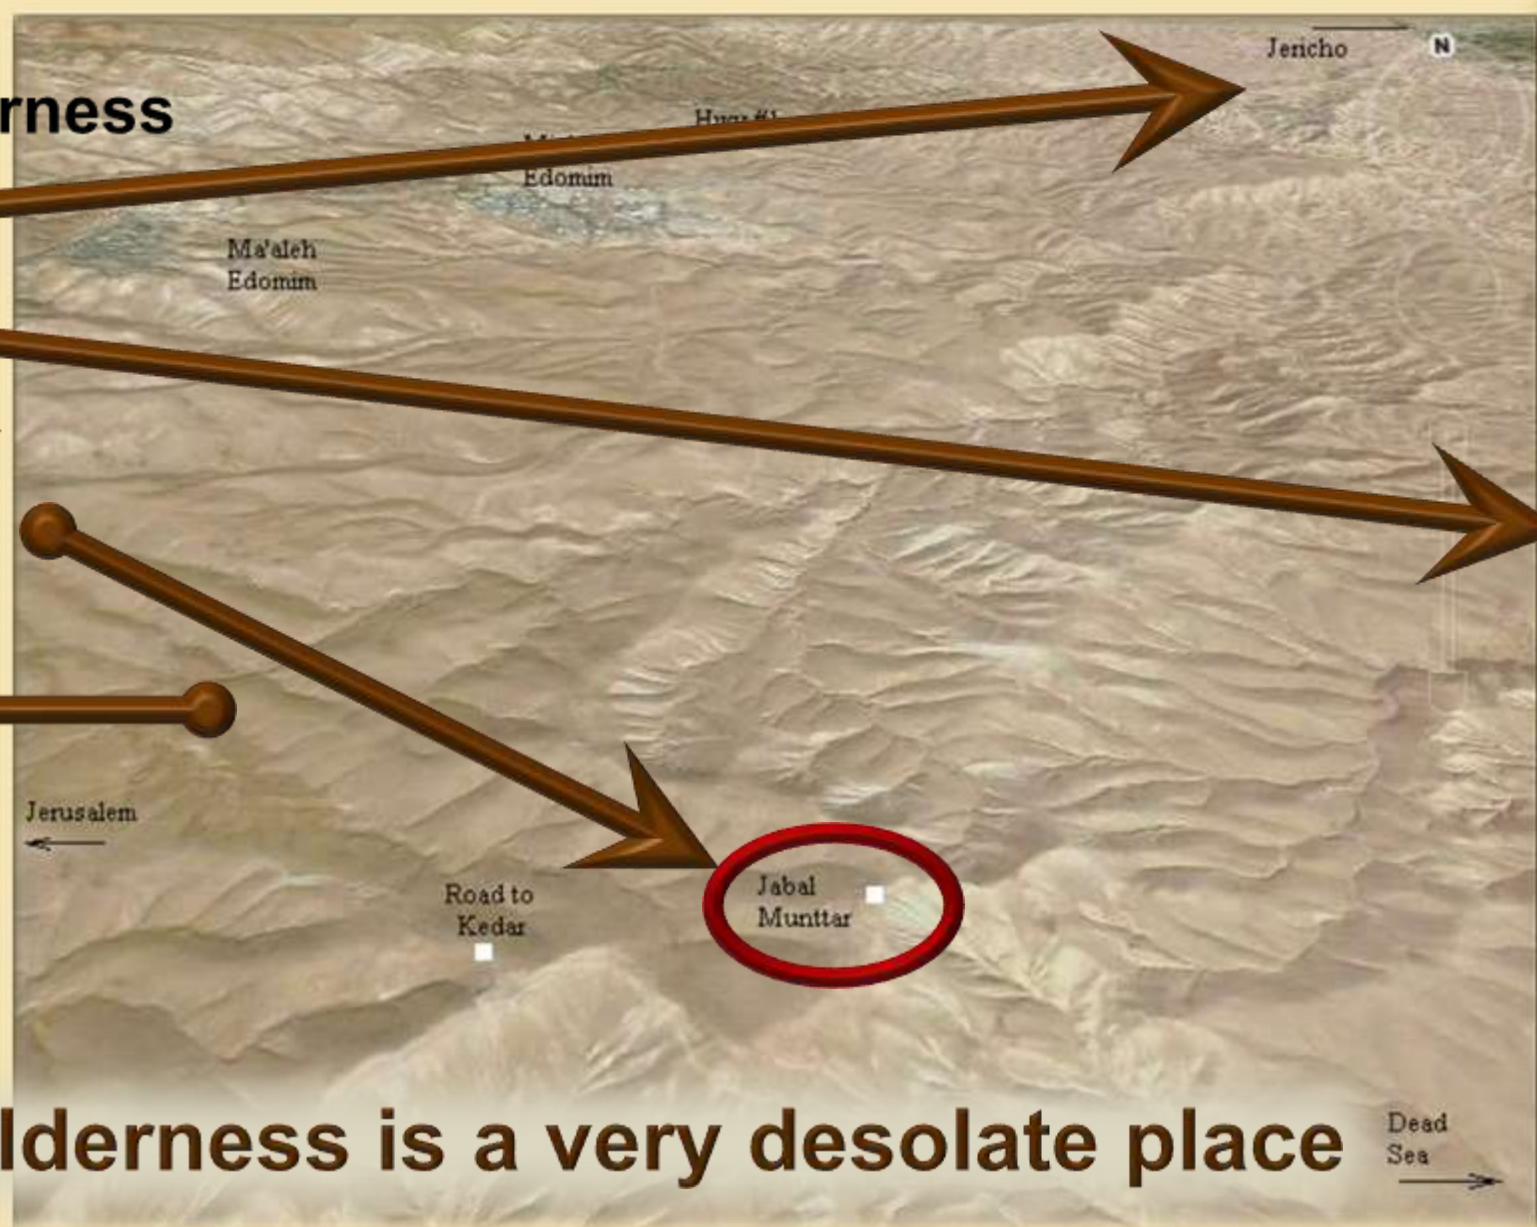 Jericho
N
rness
Edomim
Ma'aleh
Edomim
Jerusalem
Road to
Kedar
Jabal
Munttar
lderness is a very desolate place
Dead
Sea